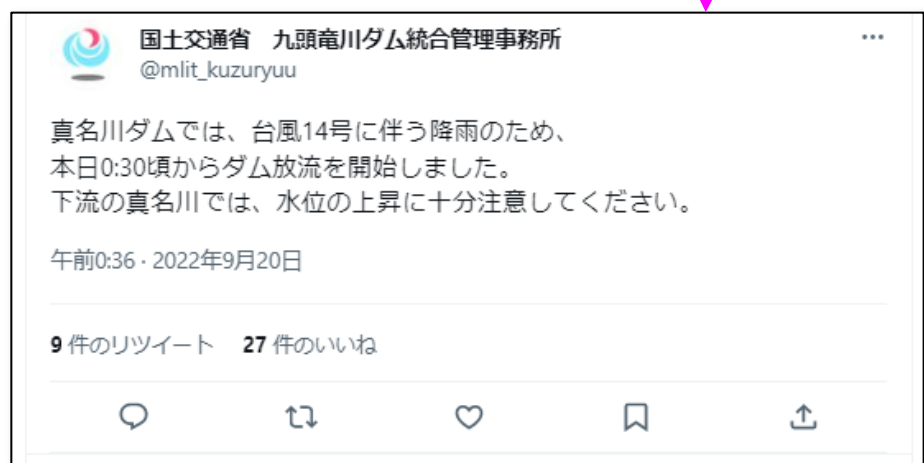 国土交通省　九頭竜川ダム統合管理事務所
@mlit_kuzuryuu
真名川ダムでは、台風14号に伴う降雨のため、
本日0:30頃からダム放流を開始しました。
下流の真名川では、水位の上昇に十分注意してください。
午前0:36 · 2022年9月20日
9 件のリツイート　27 件のいいね